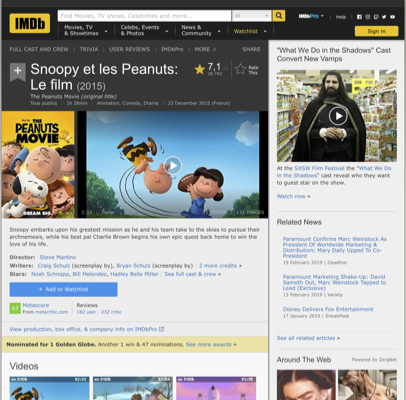 IMDb
Find Movies, TV shows, Celebrities and more...
All
IMDbPro
Help
Movies, TV & Showtimes
Celebs, Events & Photos
News & Community
Watchlist
Sign in
FULL CAST AND CREW | TRIVIA | USER REVIEWS | IMDbPro | MORE
SHARE
Snoopy et les Peanuts:
Le film (2015)
7,1
Rate This
The Peanuts Movie (original title)
Tous publics | 1h 28min | Animation, Comedy, Drama | 23 December 2015 (France)
THE PEANUTS MOVIE
DREAM BIG
Snoopy embarks upon his greatest mission as he and his team take to the skies to pursue their
archnemesis, while his best pal Charlie Brown begins his own epic quest back home to win the
love of his life.
Director: Steve Martino
Writers: Craig Schulz (screenplay by), Bryan Schulz (screenplay by) | 2 more credits »
Stars: Noah Schnapp, Bill Melendez, Hadley Belle Miller | See full cast & crew »
+ Add to Watchlist
67
Metascore
From metacritic.com
Reviews
182 user | 232 critic
View production, box office, & company info on IMDbPro
Nominated for 1 Golden Globe. Another 1 win & 47 nominations. See more awards »
Videos
"What We Do in the Shadows" Cast
Convert New Vamps
At the SXSW Film Festival the "What We Do
in the Shadows" cast reveal who they want
to guest star on the show.
Watch now »
Related News
Paramount Confirms Marc Weinstock As
President Of Worldwide Marketing &
Distribution; Mary Daily Upped To Co-
President
19 February 2019 | Deadline
Paramount Marketing Shake-Up: David
Sameth Out, Marc Weinstock Tapped to
Lead (Exclusive)
13 February 2019 | Variety
Disney Delivers Fox Entertainment
17 January 2019 | SneakPeek
See all related articles »
Around The Web
Powered by ZergNet